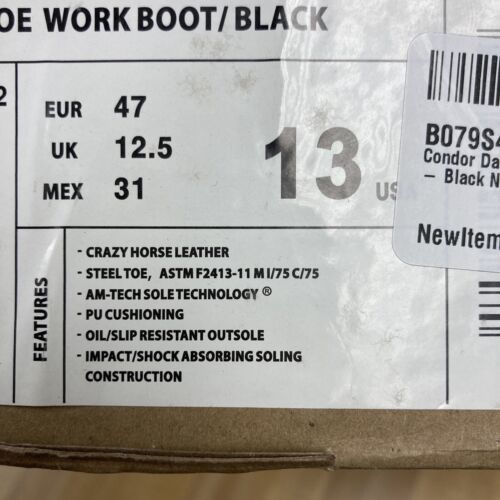 OE WORK BOOT/ BLACK
2
EUR 47
UK 12.5
MEX 31
13
B079S4
Condor Da
– Black N
NewItem
FEATURES
- CRAZY HORSE LEATHER
- STEEL TOE, ASTM F2413-11 M I/75 C/75
- AM-TECH SOLE TECHNOLOGY ®
- PU CUSHIONING
- OIL/SLIP RESISTANT OUTSOLE
- IMPACT/SHOCK ABSORBING SOLING
CONSTRUCTION